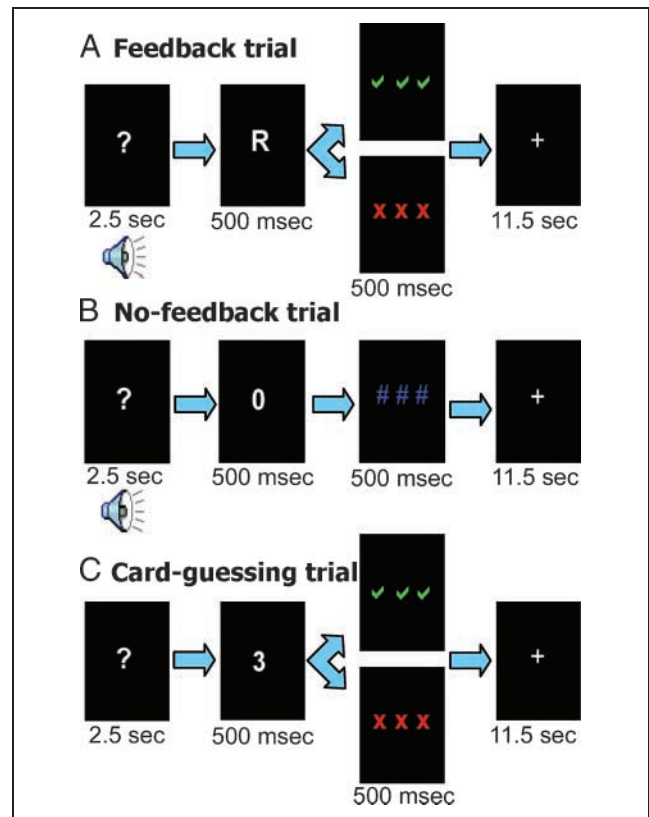 A Feedback trial
✓ ✓ ✓
? R +
X X X
2.5 sec 500 msec 11.5 sec
500 msec
B No-feedback trial
? 0 # # # +
2.5 sec 500 msec 500 msec 11.5 sec
C Card-guessing trial
✓ ✓ ✓
? 3 +
X X X
2.5 sec 500 msec 11.5 sec
500 msec